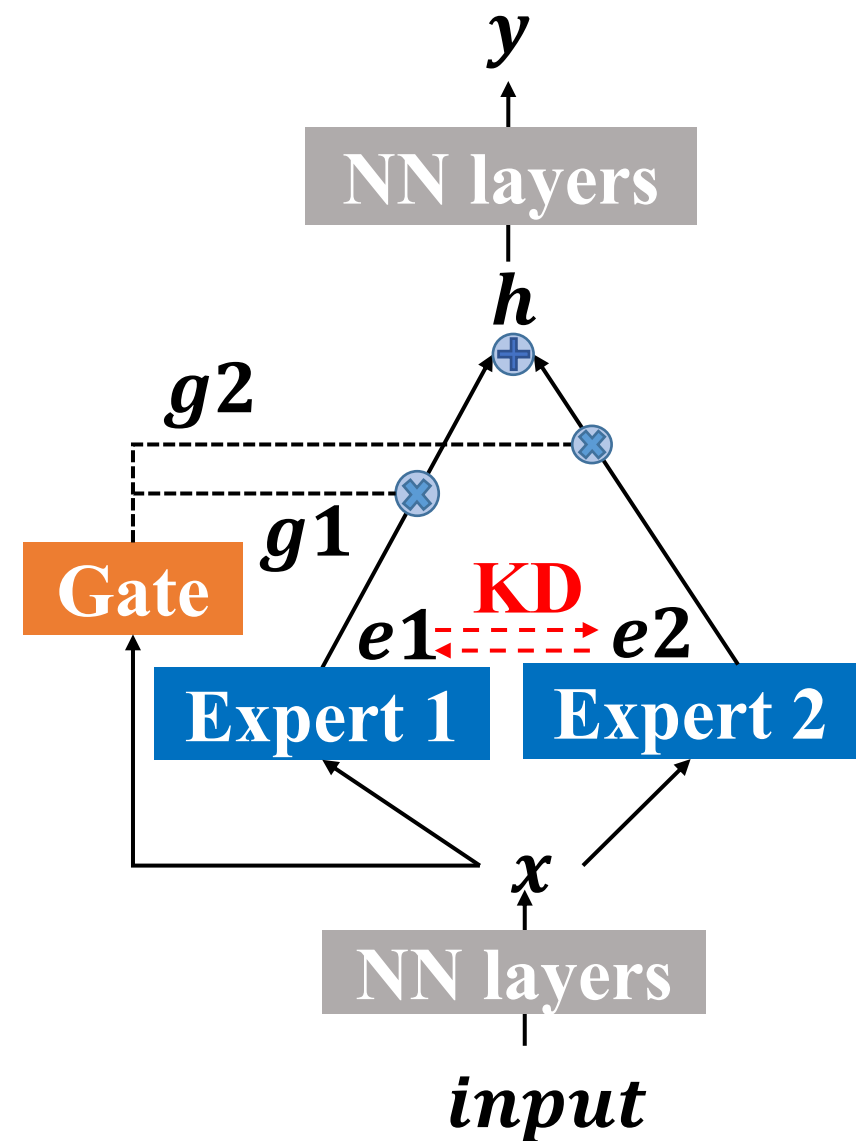 y
NN layers
h
g2
g1
Gate
KD
e1
e2
Expert 1
Expert 2
x
NN layers
input